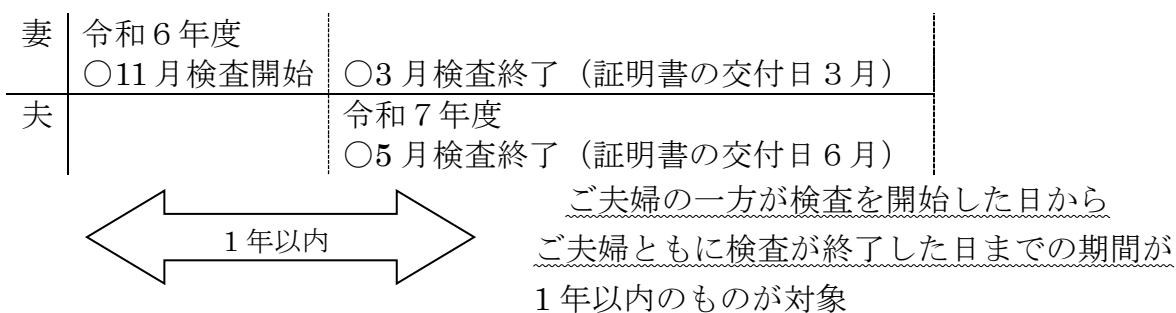 妻 令和６年度
○11月検査開始 ○3月検査終了（証明書の交付日３月）
夫 令和７年度
○5月検査終了（証明書の交付日６月）
１年以内
ご夫婦の一方が検査を開始した日から
ご夫婦ともに検査が終了した日までの期間が
１年以内のものが対象